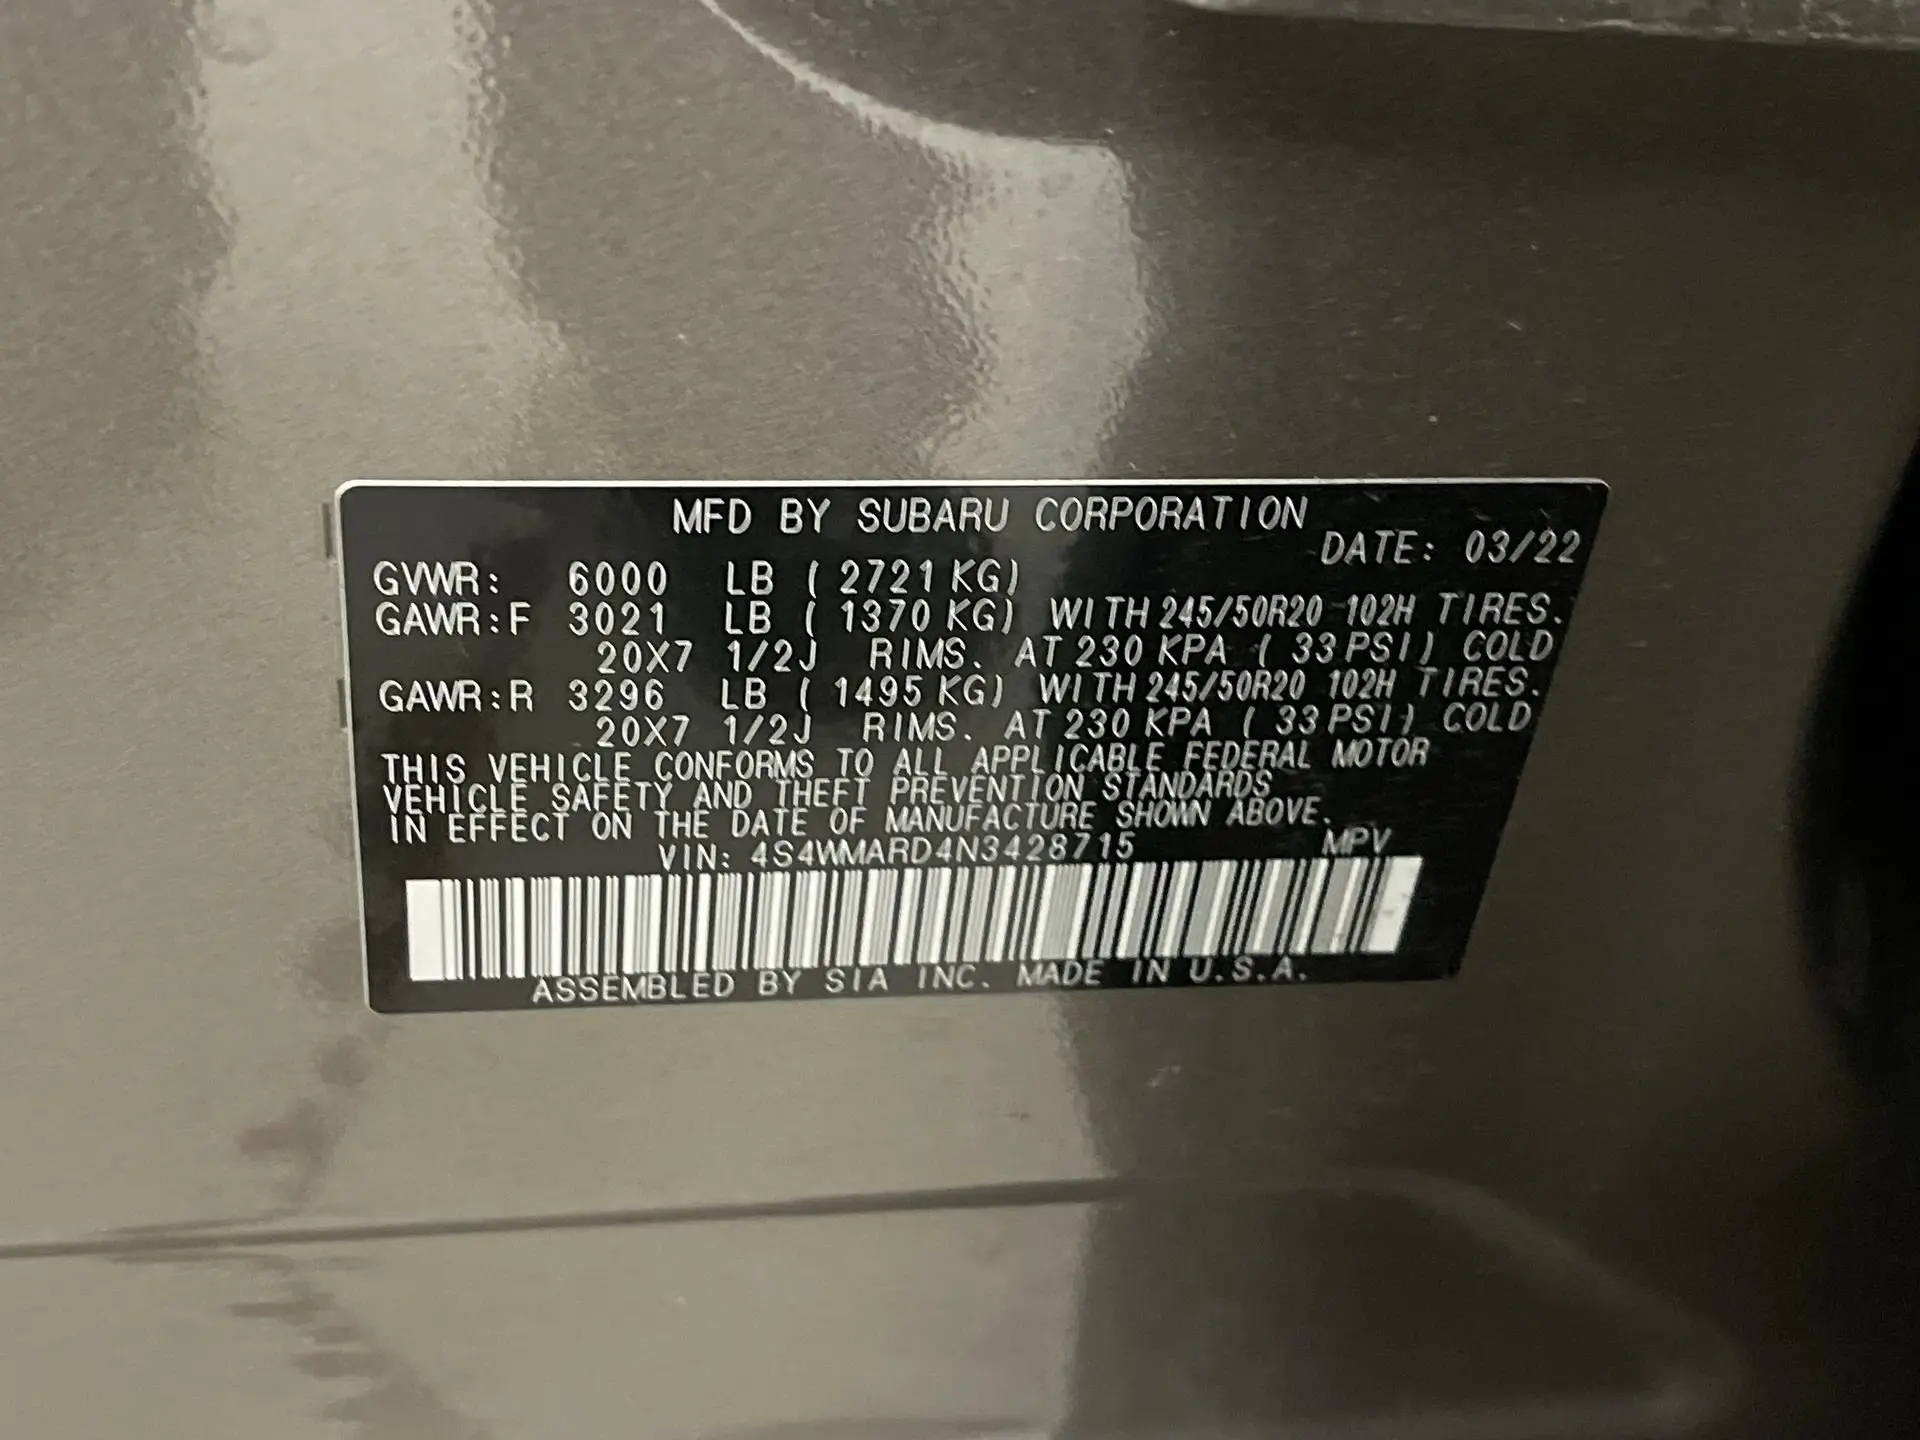 MFD BY SUBARU CORPORATION
DATE: 03/22
GVWR: 6000 LB ( 2721 KG)
GAWR:F 3021 LB ( 1370 KG) WITH 245/50R20 102H TIRES.
20X7 1/2J RIMS. AT 230 KPA ( 33 PSI) COLD
GAWR:R 3296 LB ( 1495 KG) WITH 245/50R20 102H TIRES.
20X7 1/2J RIMS. AT 230 KPA ( 33 PSI) COLD
THIS VEHICLE CONFORMS TO ALL APPLICABLE FEDERAL MOTOR
VEHICLE SAFETY AND THEFT PREVENTION STANDARDS
IN EFFECT ON THE DATE OF MANUFACTURE SHOWN ABOVE.
VIN: 4S4WMARD4N3428715 MPV
ASSEMBLED BY SIA INC. MADE IN U.S.A.